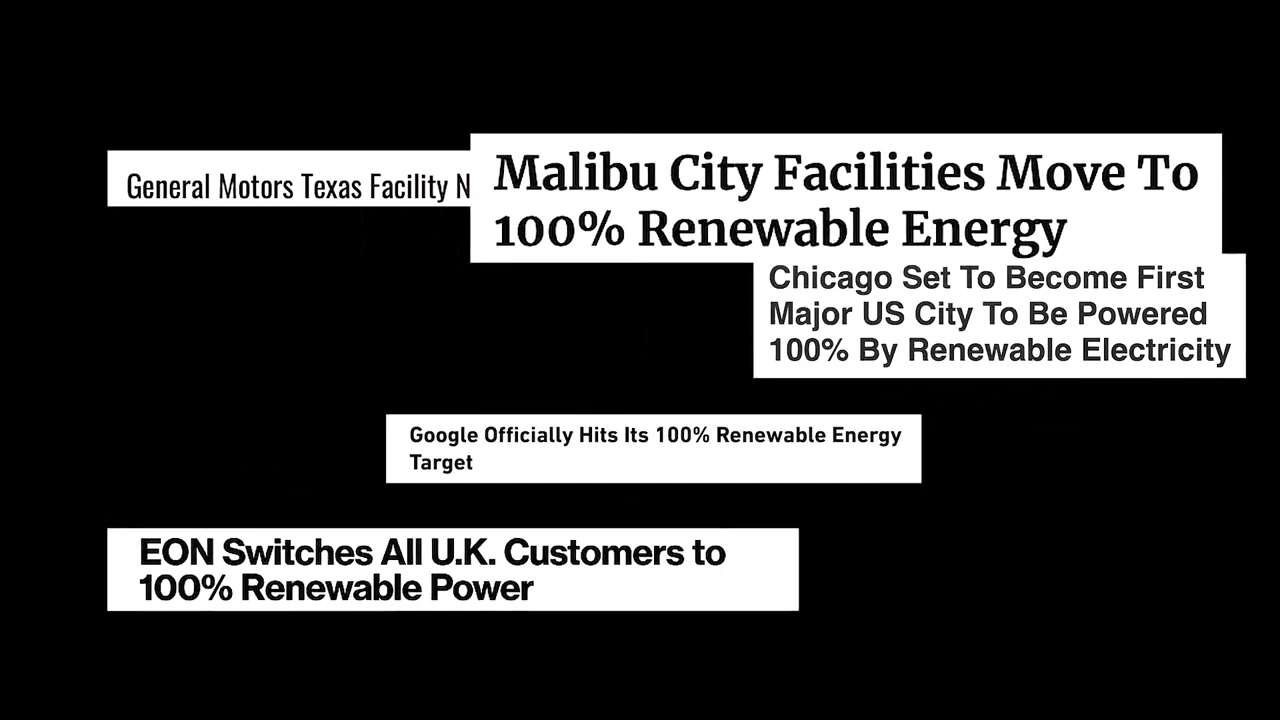 General Motors Texas Facility N
Malibu City Facilities Move To
100% Renewable Energy
Chicago Set To Become First
Major US City To Be Powered
100% By Renewable Electricity
Google Officially Hits Its 100% Renewable Energy
Target
EON Switches All U.K. Customers to
100% Renewable Power